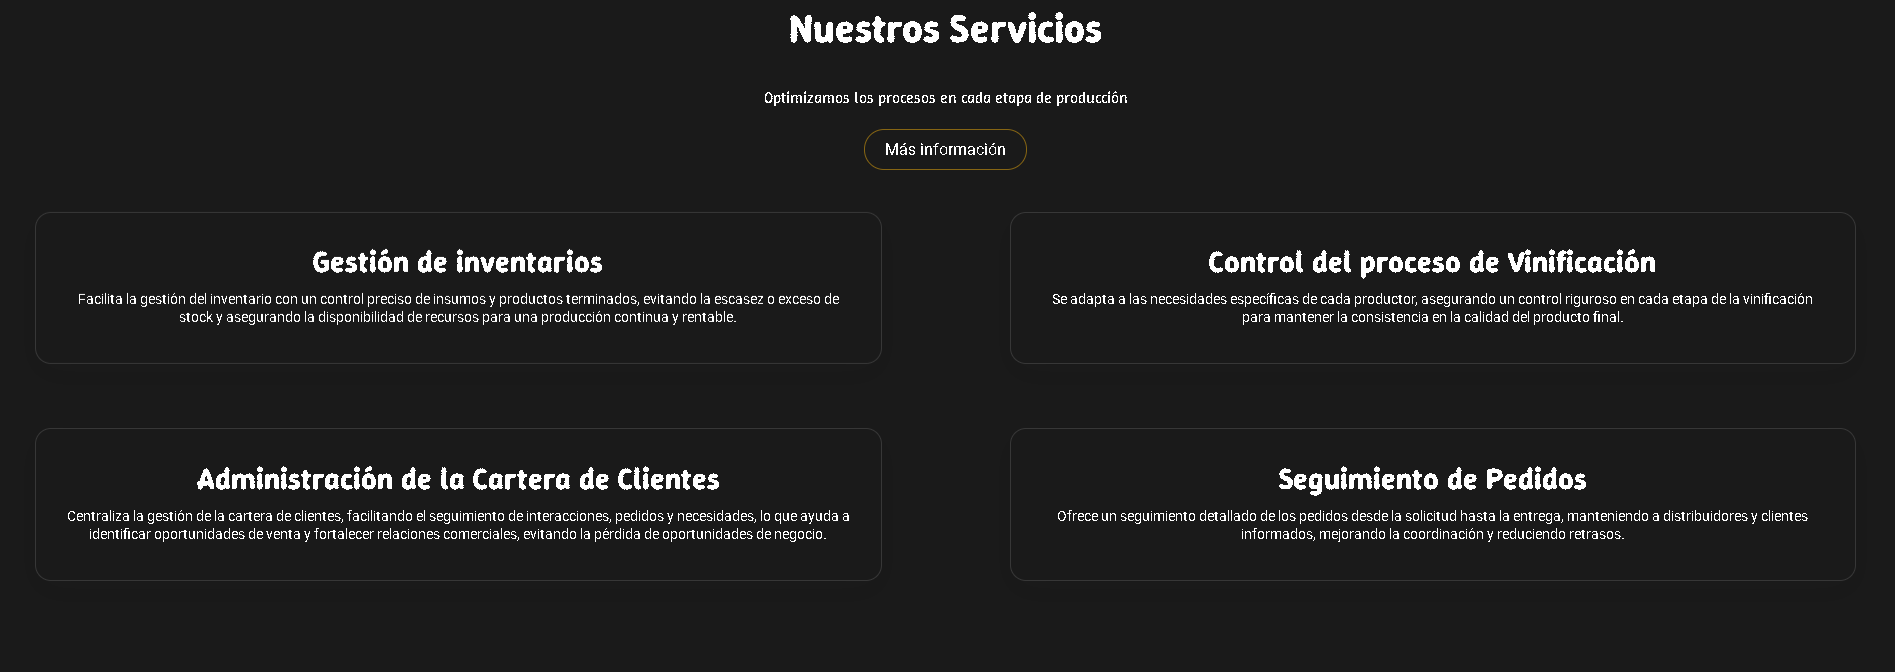 Nuestros Servicios
Optimizamos los procesos en cada etapa de producción
Más información
Gestión de inventarios
Facilita la gestión del inventario con un control preciso de insumos y productos terminados, evitando la escasez o exceso de
stock y asegurando la disponibilidad de recursos para una producción continua y rentable.
Control del proceso de Vinificación
Se adapta a las necesidades específicas de cada productor, asegurando un control riguroso en cada etapa de la vinificación
para mantener la consistencia en la calidad del producto final.
Administración de la Cartera de Clientes
Centraliza la gestión de la cartera de clientes, facilitando el seguimiento de interacciones, pedidos y necesidades, lo que ayuda a
identificar oportunidades de venta y fortalecer relaciones comerciales, evitando la pérdida de oportunidades de negocio.
Seguimiento de Pedidos
Ofrece un seguimiento detallado de los pedidos desde la solicitud hasta la entrega, manteniendo a distribuidores y clientes
informados, mejorando la coordinación y reduciendo retrasos.